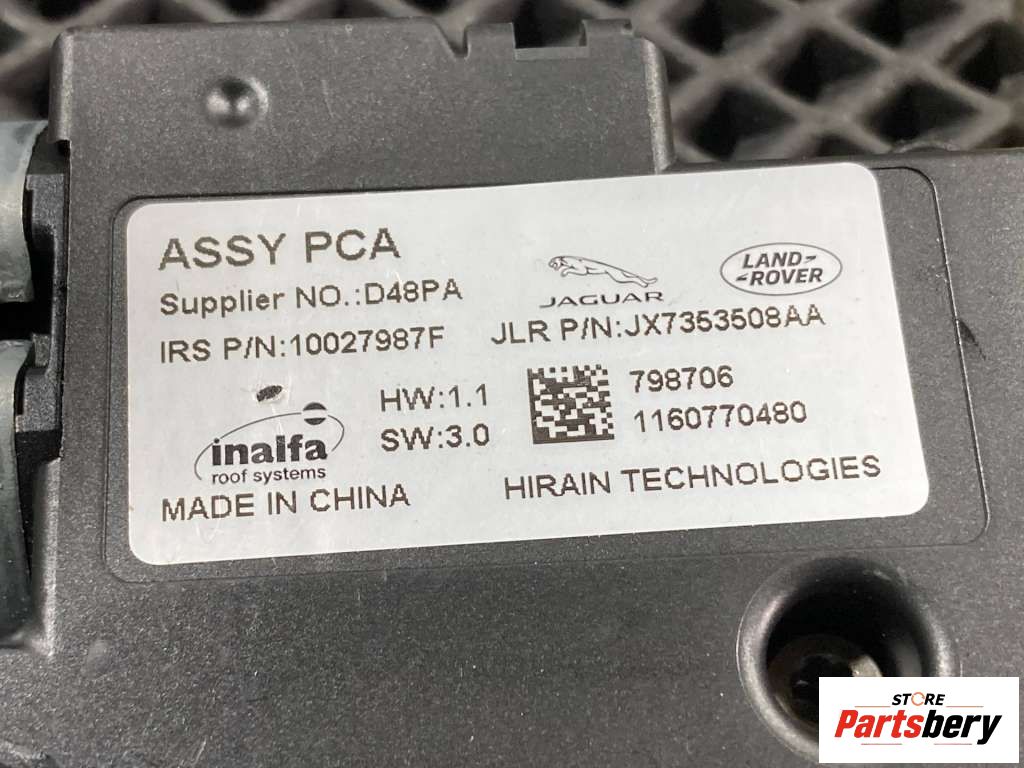 ASSY PCA
Supplier NO.:D48PA
IRS P/N:10027987F
JAGUAR
LAND-
-ROVER
JLR P/N:JX7353508AA
HW:1.1
SW:3.0
798706
1160770480
inalfa
roof systems
MADE IN CHINA
HIRAIN TECHNOLOGIES
STORE
Partsbery